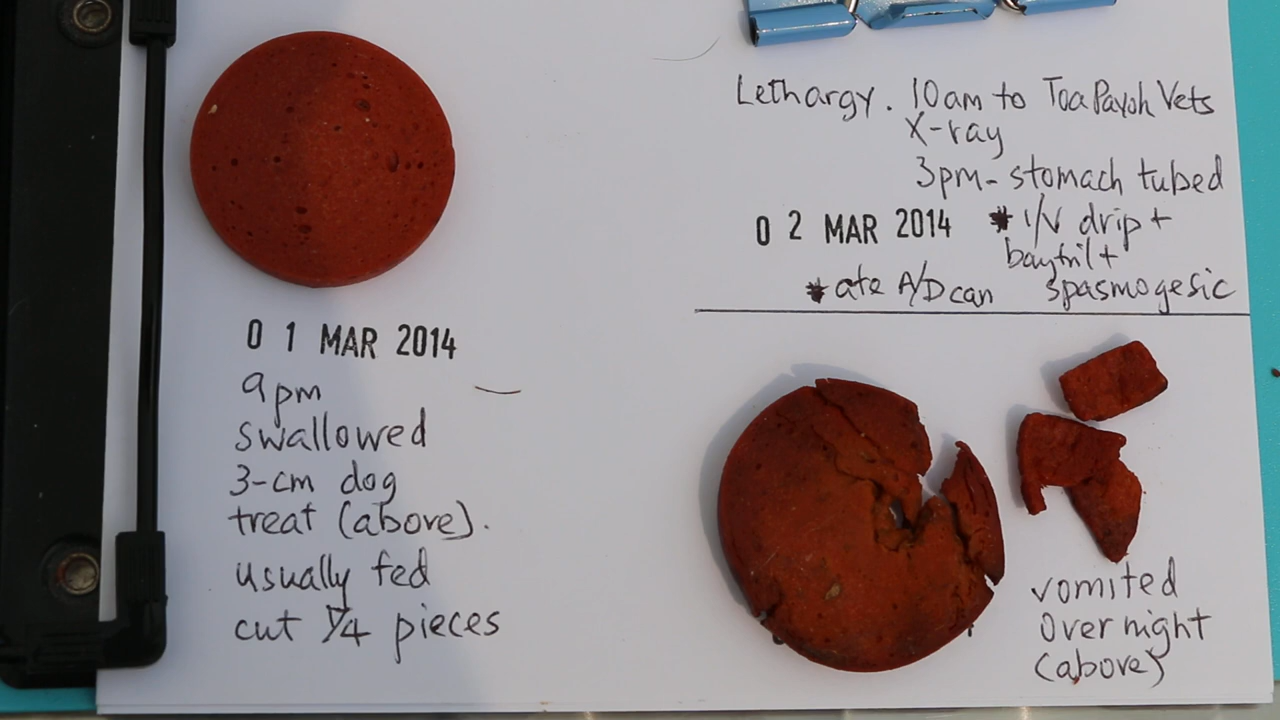 Lethargy. 10am to Toa Payoh Vets
X-ray
3pm- stomach tubed
02 MAR 2014 * I/V drip +
baytril +
* ate A/D can spasmogesic
01 MAR 2014
9pm
swallowed
3-cm dog
treat (above).
usually fed
cut 1/4 pieces
vomited
overnight
(above)